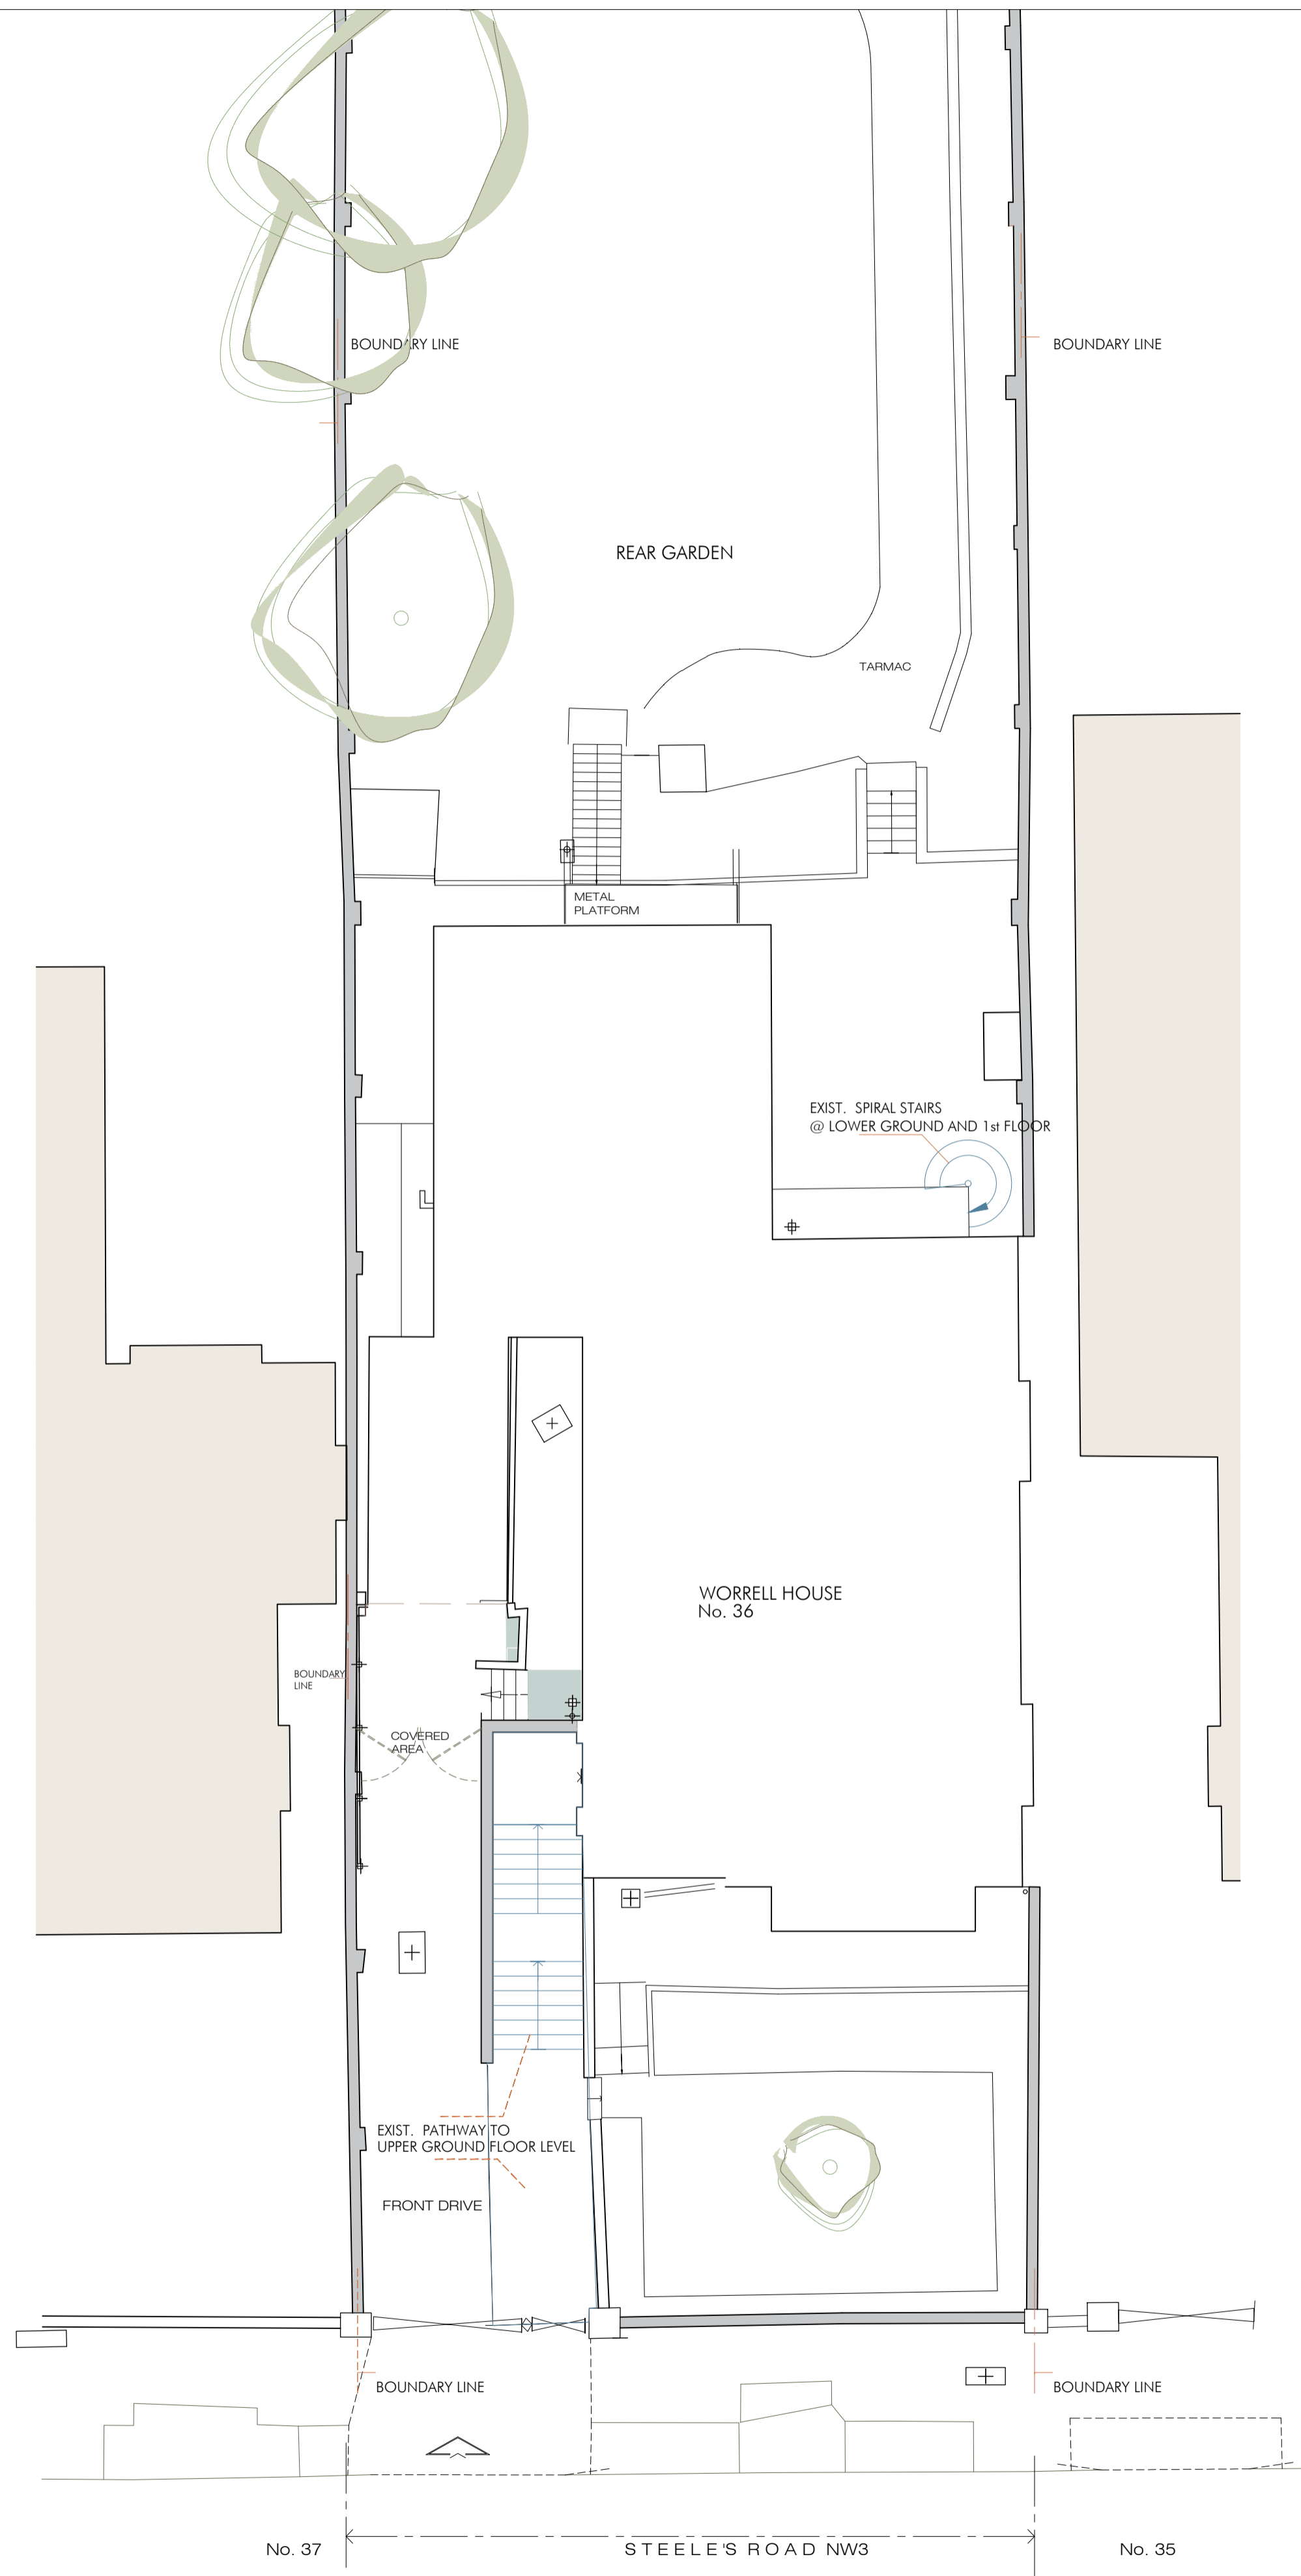 BOUNDARY LINE
BOUNDARY LINE
REAR GARDEN
TARMAC
METAL
PLATFORM
EXIST. SPIRAL STAIRS
@ LOWER GROUND AND 1st FLOOR
WORRELL HOUSE
No. 36
BOUNDARY
LINE
COVERED
AREA
EXIST. PATHWAY TO
UPPER GROUND FLOOR LEVEL
FRONT DRIVE
BOUNDARY LINE
BOUNDARY LINE
No. 37
STEELE'S ROAD NW3
No. 35